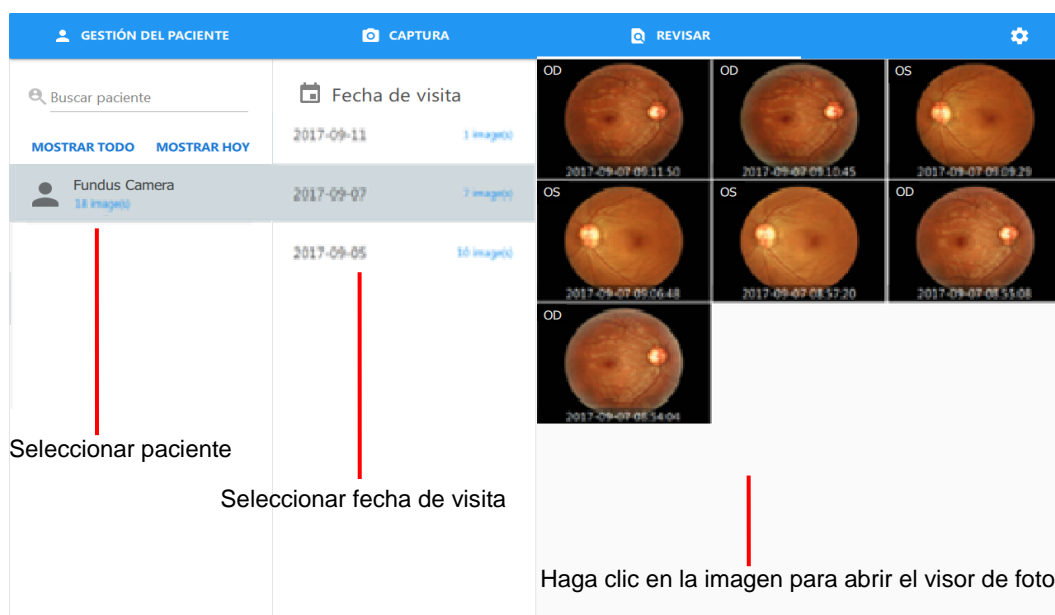 GESTIÓN DEL PACIENTE
CAPTURA
REVISAR
Buscar paciente
MOSTRAR TODO MOSTRAR HOY
Fundus Camera
18 image(s)
Fecha de visita
2017-09-11 1 image(s)
2017-09-07 7 image(s)
2017-09-05 10 image(s)
OD OD OS
2017-09-07 09.11.50 2017-09-07 09.10.45 2017-09-07 09.09.29
OS OS OD
2017-09-07 09.06.48 2017-09-07 08.57.20 2017-09-07 08.55.08
OD
2017-09-07 08.54.04
Seleccionar paciente
Seleccionar fecha de visita
Haga clic en la imagen para abrir el visor de foto